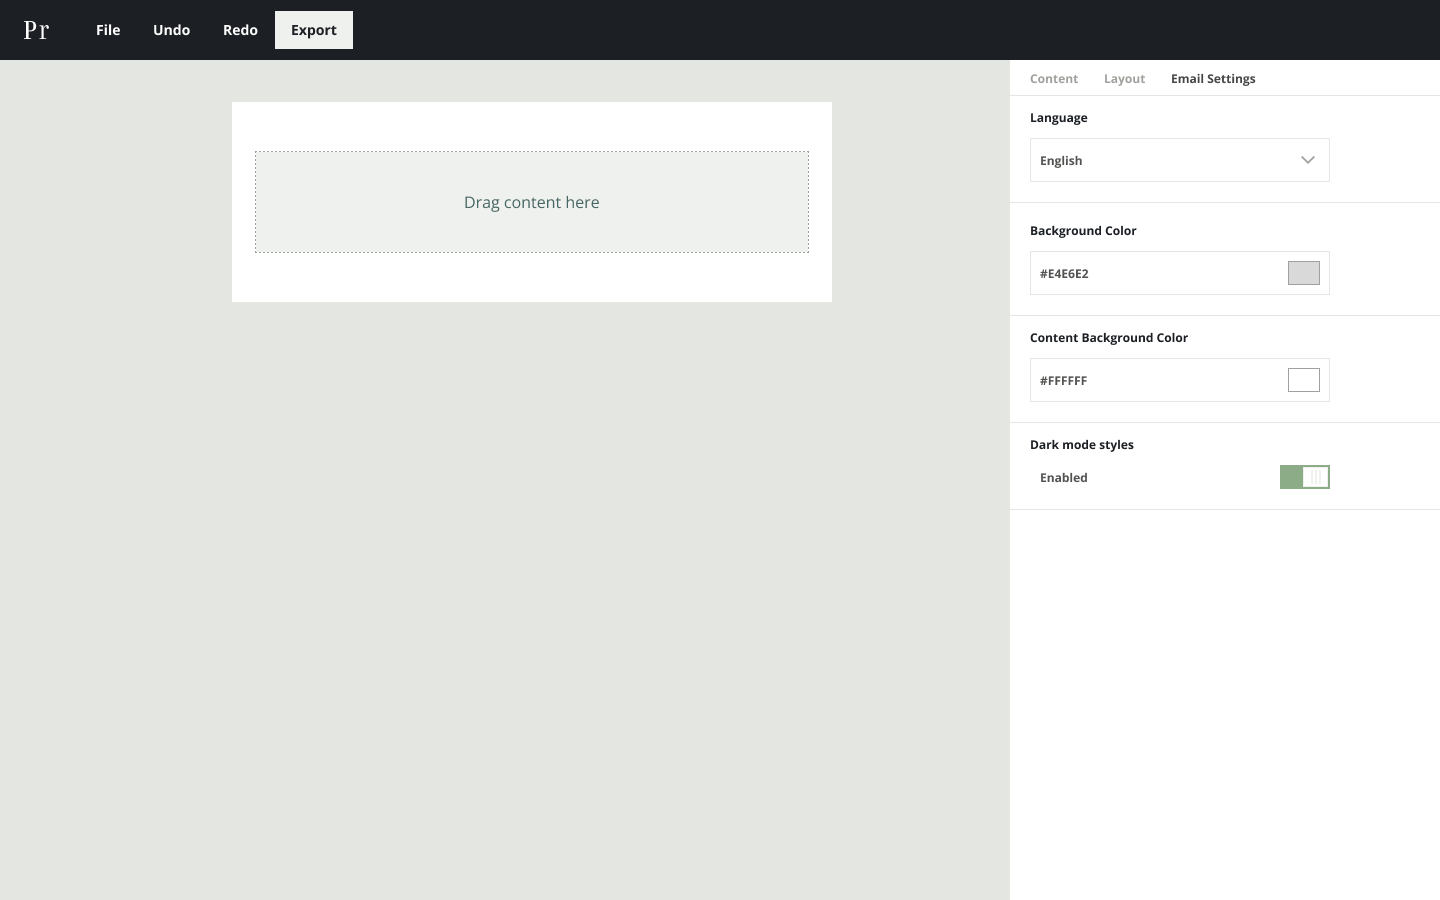 Pr File Undo Redo Export
Content Layout Email Settings
Language
English
Drag content here
Background Color
#E4E6E2
Content Background Color
#FFFFFF
Dark mode styles
Enabled